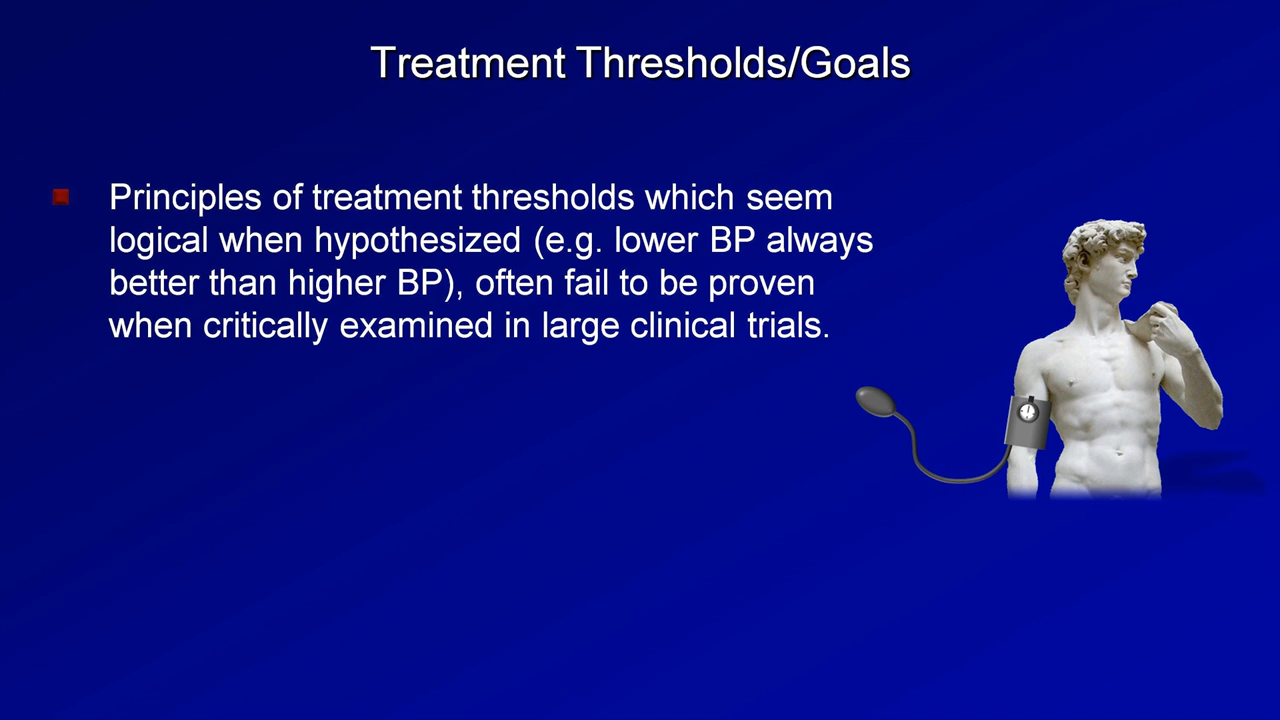 Treatment Thresholds/Goals
Principles of treatment thresholds which seem
logical when hypothesized (e.g. lower BP always
better than higher BP), often fail to be proven
when critically examined in large clinical trials.